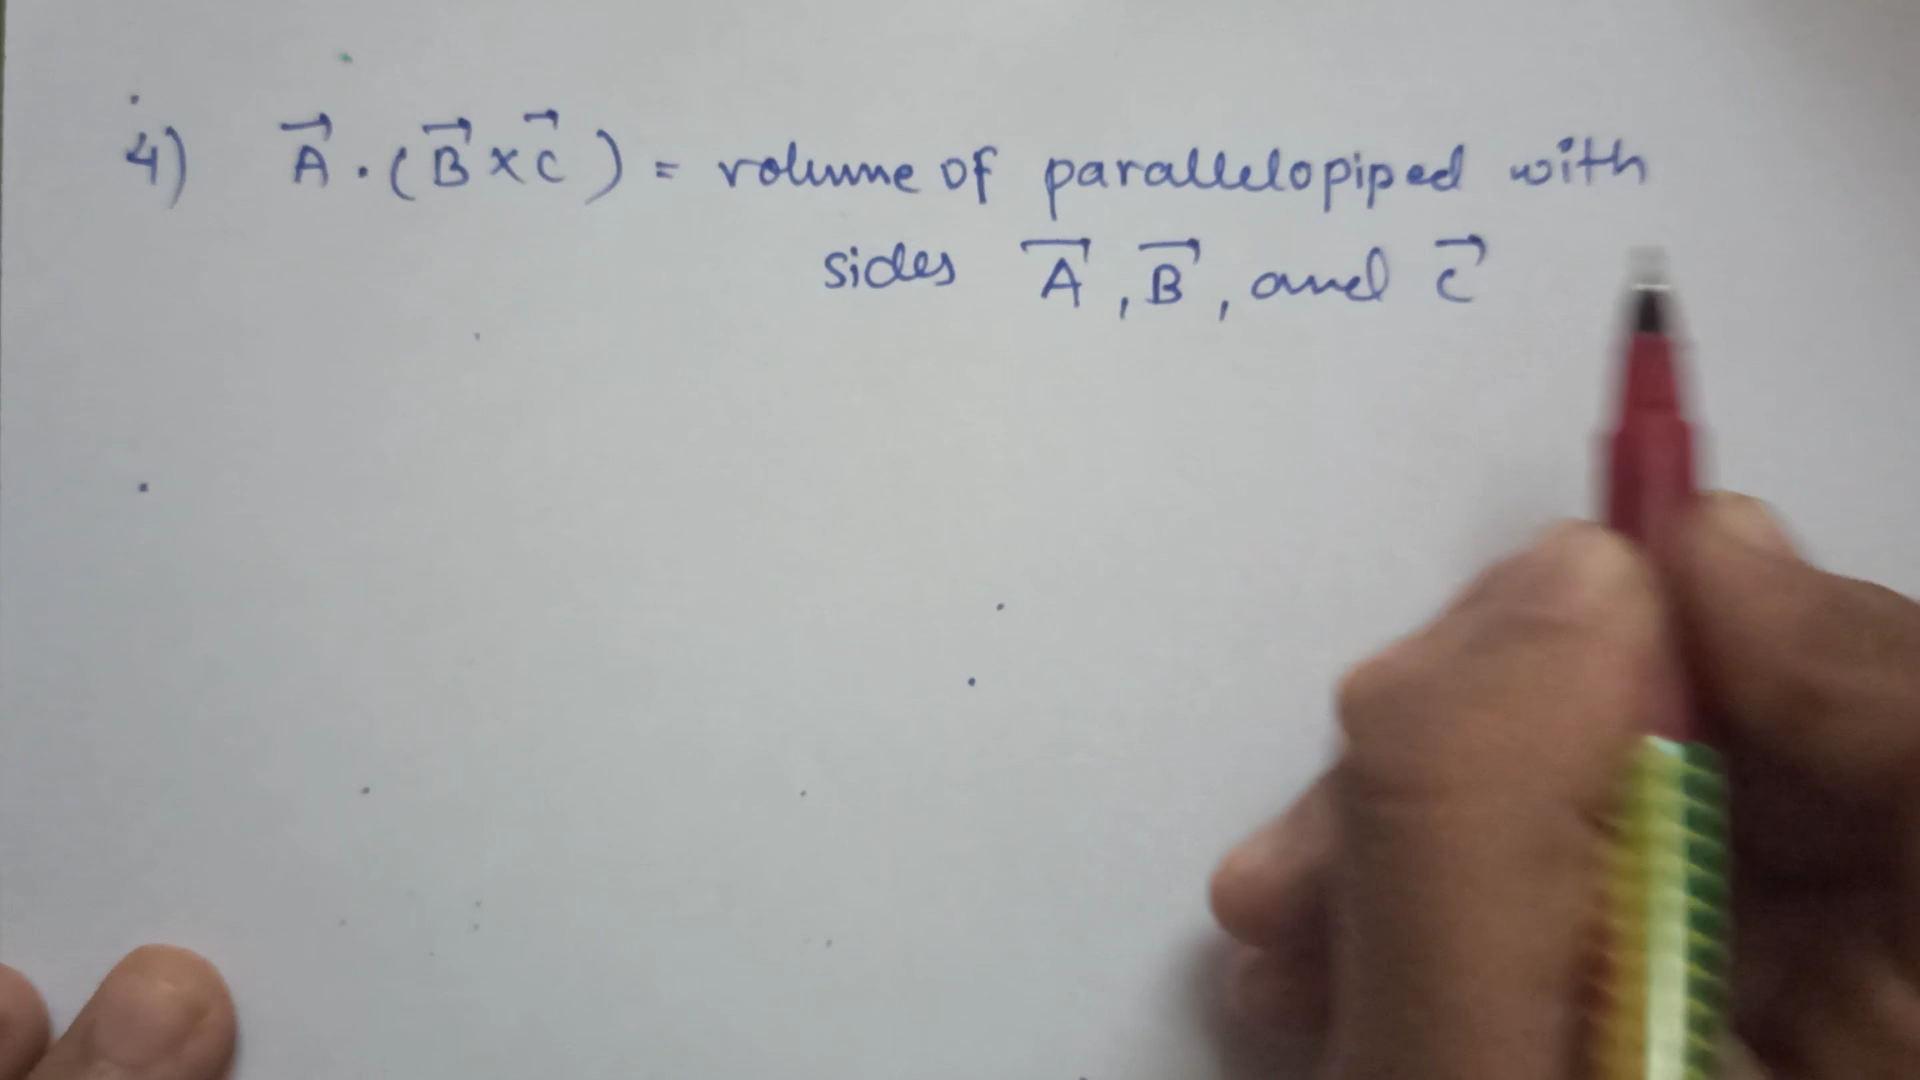 4) A⃗ · (B⃗ × C⃗) = volume of parallelopiped with
sides A⃗, B⃗, and C⃗